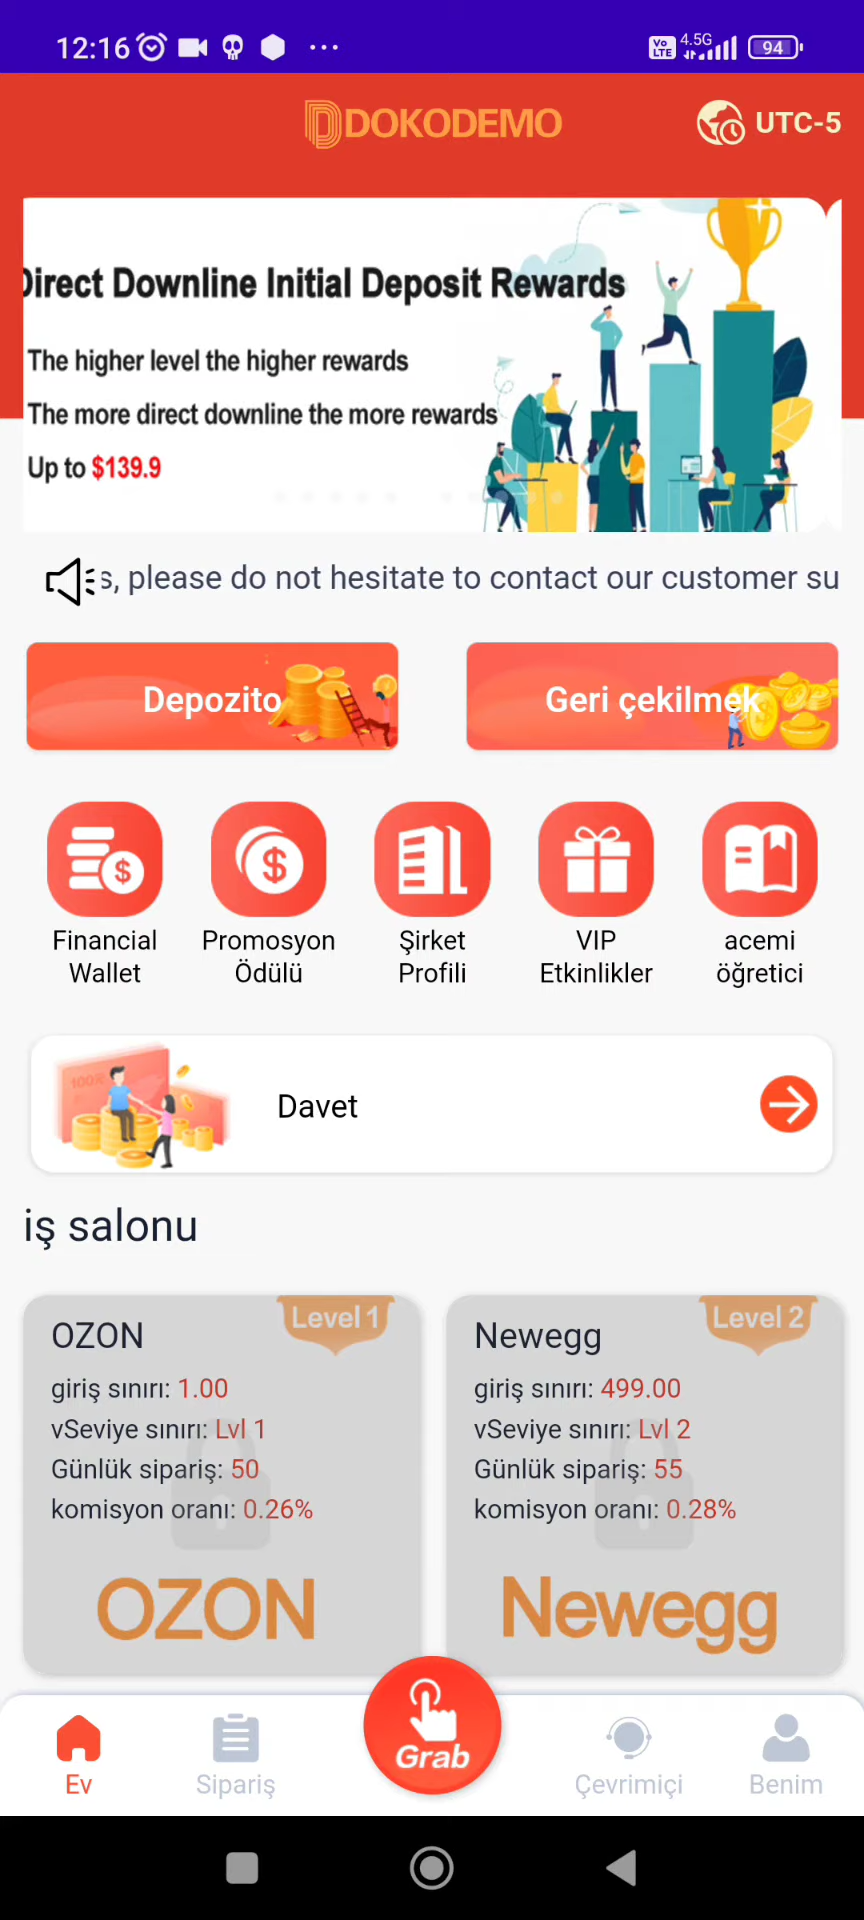 12:16
Vo LTE 4.5G 94
DOKODEMO
UTC-5
Direct Downline Initial Deposit Rewards
The higher level the higher rewards
The more direct downline the more rewards
Up to $139.9
s, please do not hesitate to contact our customer su
Depozito
Geri çekilmek
Financial Wallet
Promosyon Ödülü
Şirket Profili
VIP Etkinlikler
acemi öğretici
100
Davet
iş salonu
Level 1
OZON
giriş sınırı: 1.00
vSeviye sınırı: Lvl 1
Günlük sipariş: 50
komisyon oranı: 0.26%
OZON
Level 2
Newegg
giriş sınırı: 499.00
vSeviye sınırı: Lvl 2
Günlük sipariş: 55
komisyon oranı: 0.28%
Newegg
Ev
Sipariş
Grab
Çevrimiçi
Benim